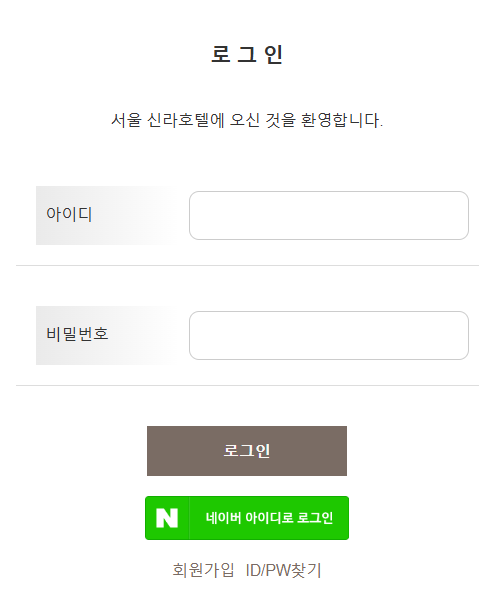 로 그 인
서울 신라호텔에 오신 것을 환영합니다.
아이디
비밀번호
로그인
N 네이버 아이디로 로그인
회원가입 ID/PW찾기